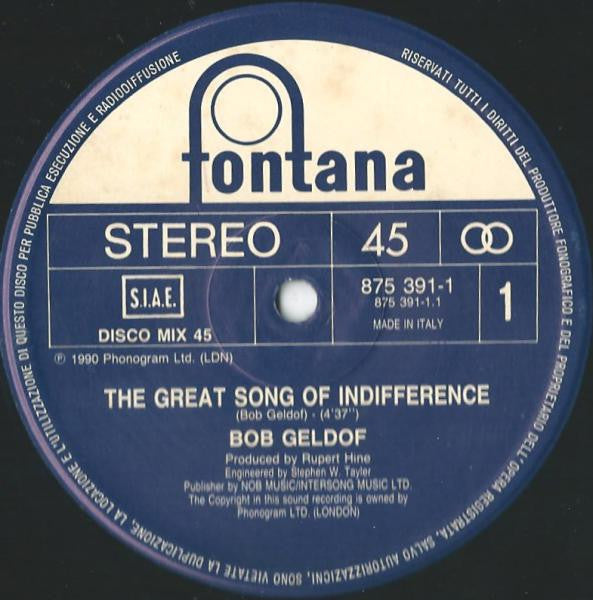 RISERVATI TUTTI I DIRITTI DEL PRODUTTORE FONOGRAFICO E DEL PROPRIETARIO DELL'OPERA REGISTRATA. SALVO AUTORIZZAZIONI, SONO VIETATE LA DUPLICAZIONE, LA LOCAZIONE E L'UTILIZZAZIONE DI QUESTO DISCO PER PUBBLICA ESECUZIONE E RADIODIFFUSIONE
fontana
STEREO 45
S.I.A.E.
DISCO MIX 45
875 391-1
875 391-1.1
MADE IN ITALY
1
℗ 1990 Phonogram Ltd. (LDN)
THE GREAT SONG OF INDIFFERENCE
(Bob Geldof) - (4'37")
BOB GELDOF
Produced by Rupert Hine
Engineered by Stephen W. Tayler
Publisher by NOB MUSIC/INTERSONG MUSIC LTD.
The Copyright in this sound recording is owned by
Phonogram LTD. (LONDON)